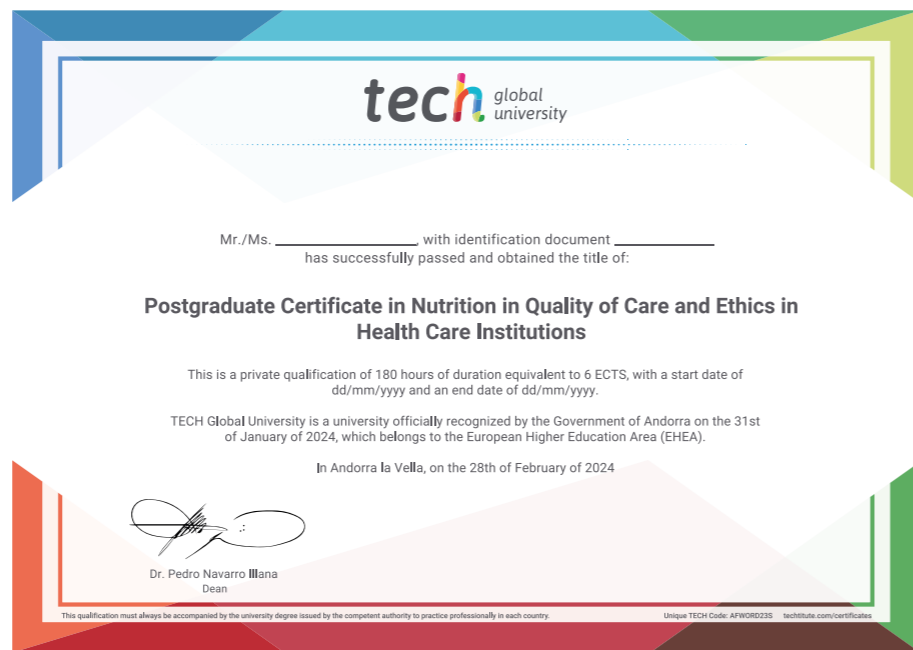 tech global
university
Mr./Ms. ____________, with identification document ____________
has successfully passed and obtained the title of:
Postgraduate Certificate in Nutrition in Quality of Care and Ethics in
Health Care Institutions
This is a private qualification of 180 hours of duration equivalent to 6 ECTS, with a start date of
dd/mm/yyyy and an end date of dd/mm/yyyy.
TECH Global University is a university officially recognized by the Government of Andorra on the 31st
of January of 2024, which belongs to the European Higher Education Area (EHEA).
In Andorra la Vella, on the 28th of February of 2024
Dr. Pedro Navarro Illana
Dean
This qualification must always be accompanied by the university degree issued by the competent authority to practice professionally in each country.
Unique TECH Code: AFWORD23S techtitute.com/certificates